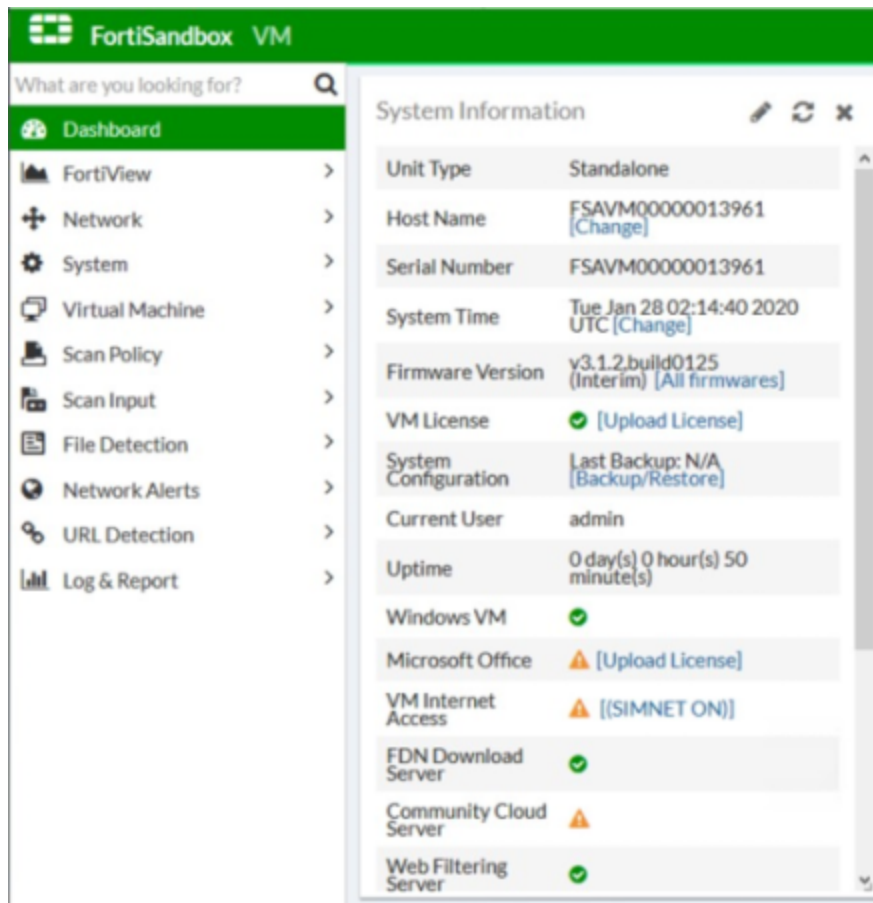 FortiSandbox VM
What are you looking for?
Dashboard
FortiView
Network
System
Virtual Machine
Scan Policy
Scan Input
File Detection
Network Alerts
URL Detection
Log & Report
System Information
Unit Type Standalone
Host Name FSAVM00000013961
[Change]
Serial Number FSAVM00000013961
System Time Tue Jan 28 02:14:40 2020
UTC [Change]
Firmware Version v3.1.2,build0125
(Interim) [All firmwares]
VM License [Upload License]
System Last Backup: N/A
Configuration [Backup/Restore]
Current User admin
Uptime 0 day(s) 0 hour(s) 50
minute(s)
Windows VM
Microsoft Office [Upload License]
VM Internet
Access [(SIMNET ON)]
FDN Download
Server
Community Cloud
Server
Web Filtering
Server